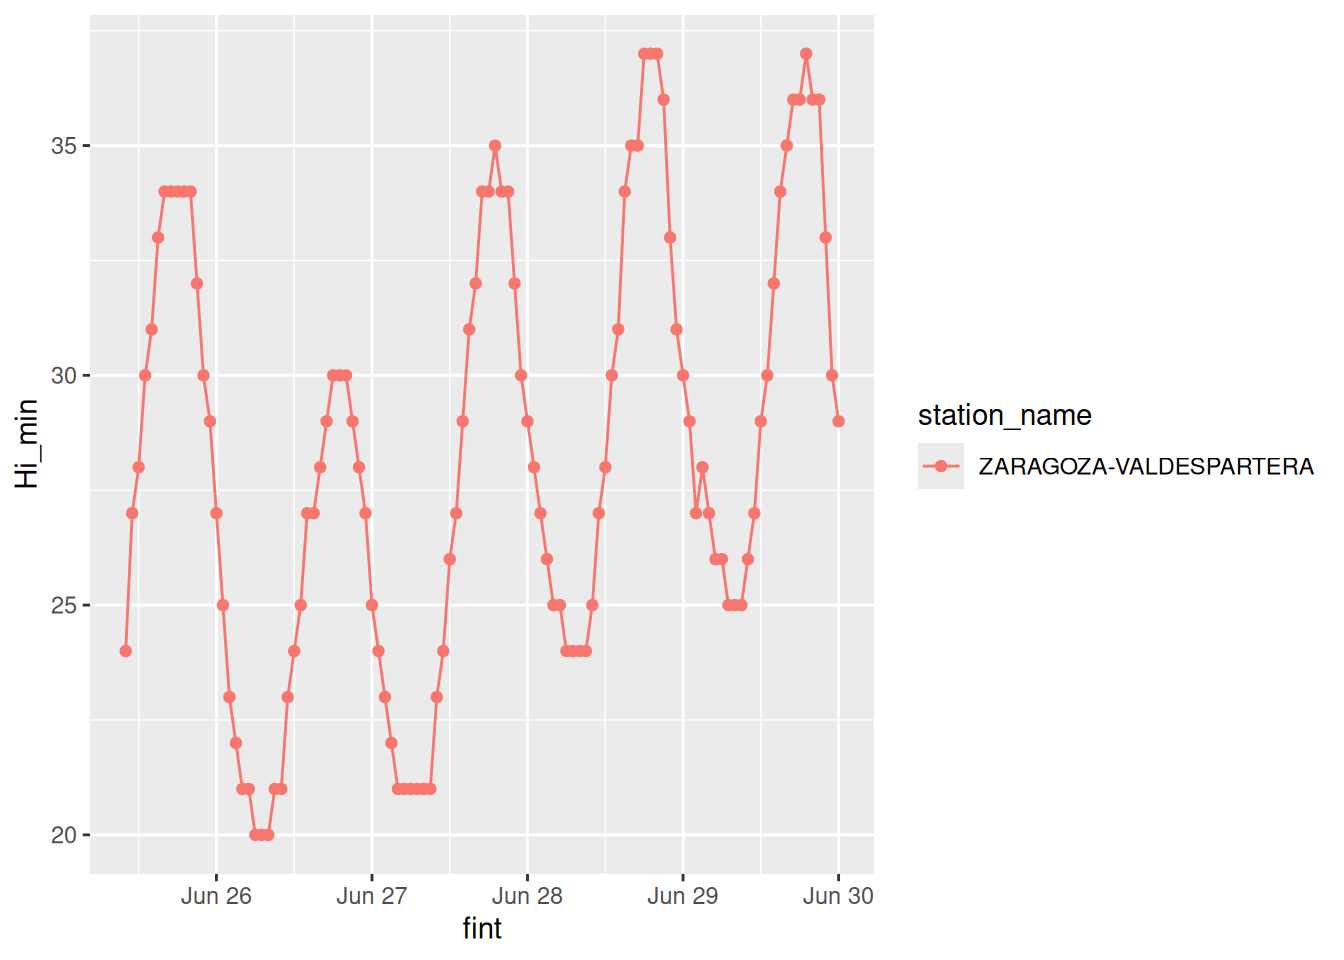 Hi_min
35
30
25
20
Jun 26
Jun 27
Jun 28
Jun 29
Jun 30
fint
station_name
ZARAGOZA-VALDESPARTERA